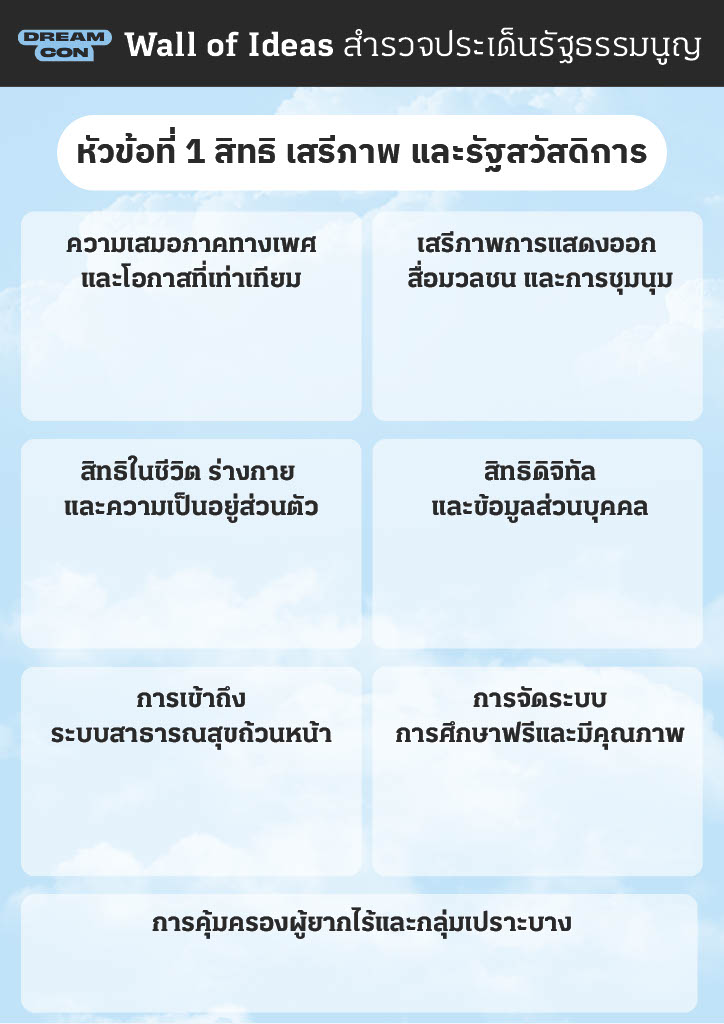 DREAM
CON
Wall of Ideas สำรวจประเด็นรัฐธรรมนูญ
หัวข้อที่ 1 สิทธิ เสรีภาพ และรัฐสวัสดิการ
ความเสมอภาคทางเพศ
และโอกาสที่เท่าเทียม
เสรีภาพการแสดงออก
สื่อมวลชน และการชุมนุม
สิทธิในชีวิต ร่างกาย
และความเป็นอยู่ส่วนตัว
สิทธิดิจิทัล
และข้อมูลส่วนบุคคล
การเข้าถึง
ระบบสาธารณสุขถ้วนหน้า
การจัดระบบ
การศึกษาฟรีและมีคุณภาพ
การคุ้มครองผู้ยากไร้และกลุ่มเปราะบาง